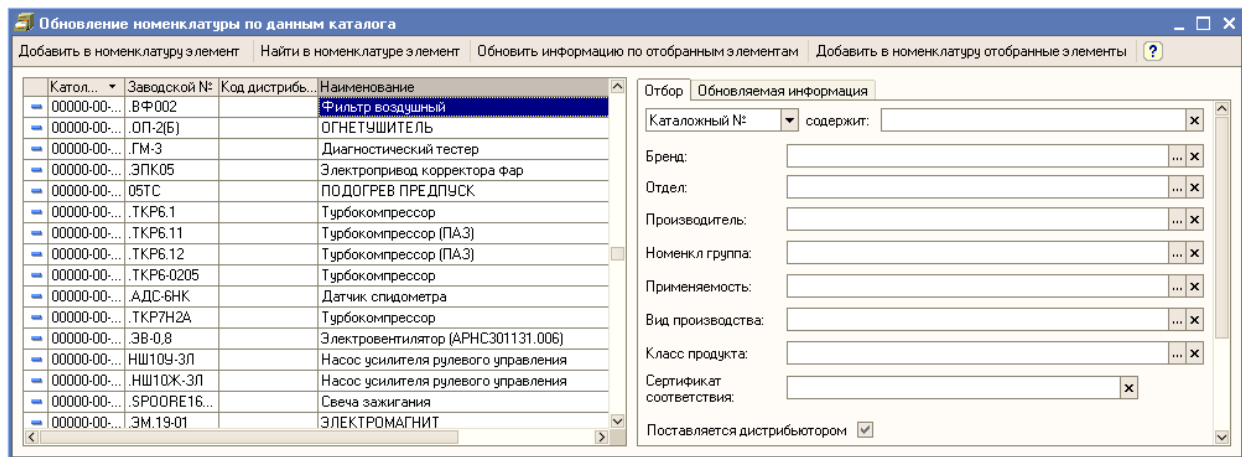 Обновление номенклатуры по данным каталога
Добавить в номенклатуру элемент Найти в номенклатуре элемент Обновить информацию по отобранным элементам Добавить в номенклатуру отобранные элементы ?
Катол... Заводской № Код дистрибь... Наименование
00000-00-... .ВФ002 Фильтр воздушный
00000-00-... .ОП-2(Б) ОГНЕТУШИТЕЛЬ
00000-00-... .ГМ-3 Диагностический тестер
00000-00-... .ЭПК05 Электропривод корректора фар
00000-00-... 05ТС ПОДОГРЕВ ПРЕДПУСК
00000-00-... .ТКР6.1 Турбокомпрессор
00000-00-... .ТКР6.11 Турбокомпрессор (ПАЗ)
00000-00-... .ТКР6.12 Турбокомпрессор (ПАЗ)
00000-00-... .ТКР6-0205 Турбокомпрессор
00000-00-... .АДС-6НК Датчик спидометра
00000-00-... .ТКР7Н2А Турбокомпрессор
00000-00-... .ЭВ-0,8 Электровентилятор (АРНС301131.006)
00000-00-... НШ10У-3Л Насос усилителя рулевого управления
00000-00-... .НШ10Ж-3Л Насос усилителя рулевого управления
00000-00-... .SPOORE16... Свеча зажигания
00000-00-... .ЭМ.19-01 ЭЛЕКТРОМАГНИТ
Отбор Обновляемая информация
Каталожный № содержит:
Бренд:
Отдел:
Производитель:
Номенкл группа:
Применяемость:
Вид производства:
Класс продукта:
Сертификат
соответствия:
Поставляется дистрибьютором